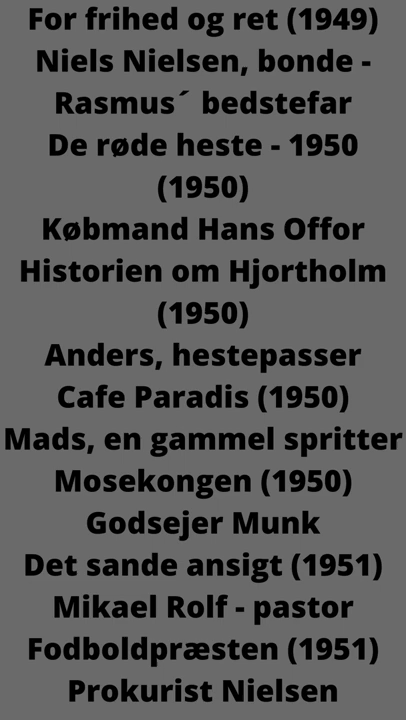 For frihed og ret (1949)
Niels Nielsen, bonde -
Rasmus´ bedstefar
De røde heste - 1950
(1950)
Købmand Hans Offor
Historien om Hjortholm
(1950)
Anders, hestepasser
Cafe Paradis (1950)
Mads, en gammel spritter
Mosekongen (1950)
Godsejer Munk
Det sande ansigt (1951)
Mikael Rolf - pastor
Fodboldpræsten (1951)
Prokurist Nielsen